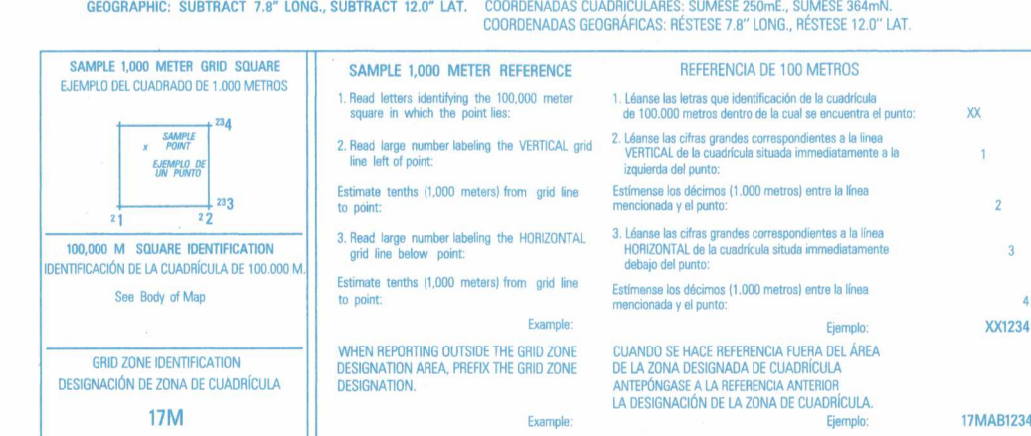 GEOGRAPHIC: SUBTRACT 7.8" LONG., SUBTRACT 12.0" LAT.
COORDENADAS CUADRICULARES: SÚMESE 250mE., SÚMESE 364mN.
COORDENADAS GEOGRÁFICAS: RÉSTESE 7.8" LONG., RÉSTESE 12.0" LAT.
SAMPLE 1,000 METER GRID SQUARE
EJEMPLO DEL CUADRADO DE 1.000 METROS
234
SAMPLE
x POINT
EJEMPLO DE
UN PUNTO
233
21 22
100,000 M SQUARE IDENTIFICATION
IDENTIFICACIÓN DE LA CUADRÍCULA DE 100.000 M.
See Body of Map
GRID ZONE IDENTIFICATION
DESIGNACIÓN DE ZONA DE CUADRÍCULA
17M
SAMPLE 1,000 METER REFERENCE
1. Read letters identifying the 100,000 meter
square in which the point lies:
2. Read large number labeling the VERTICAL grid
line left of point:
Estimate tenths (1,000 meters) from grid line
to point:
3. Read large number labeling the HORIZONTAL
grid line below point:
Estimate tenths (1,000 meters) from grid line
to point:
Example:
WHEN REPORTING OUTSIDE THE GRID ZONE
DESIGNATION AREA, PREFIX THE GRID ZONE
DESIGNATION.
Example:
REFERENCIA DE 100 METROS
1. Léanse las letras que identificación de la cuadrícula
de 100.000 metros dentro de la cual se encuentra el punto: XX
2. Léanse las cifras grandes correspondientes a la línea
VERTICAL de la cuadrícula situada immediatamente a la 1
izquierda del punto:
Estímense los décimos (1.000 metros) entre la línea
mencionada y el punto: 2
3. Léanse las cifras grandes correspondientes a la línea
HORIZONTAL de la cuadrícula situda immediatamente 3
debajo del punto:
Estímense los décimos (1.000 metros) entre la línea
mencionada y el punto: 4
Ejemplo: XX1234
CUANDO SE HACE REFERENCIA FUERA DEL ÁREA
DE LA ZONA DESIGNADA DE CUADRÍCULA
ANTEPÓNGASE A LA REFERENCIA ANTERIOR
LA DESIGNACIÓN DE LA ZONA DE CUADRÍCULA.
Ejemplo: 17MAB1234